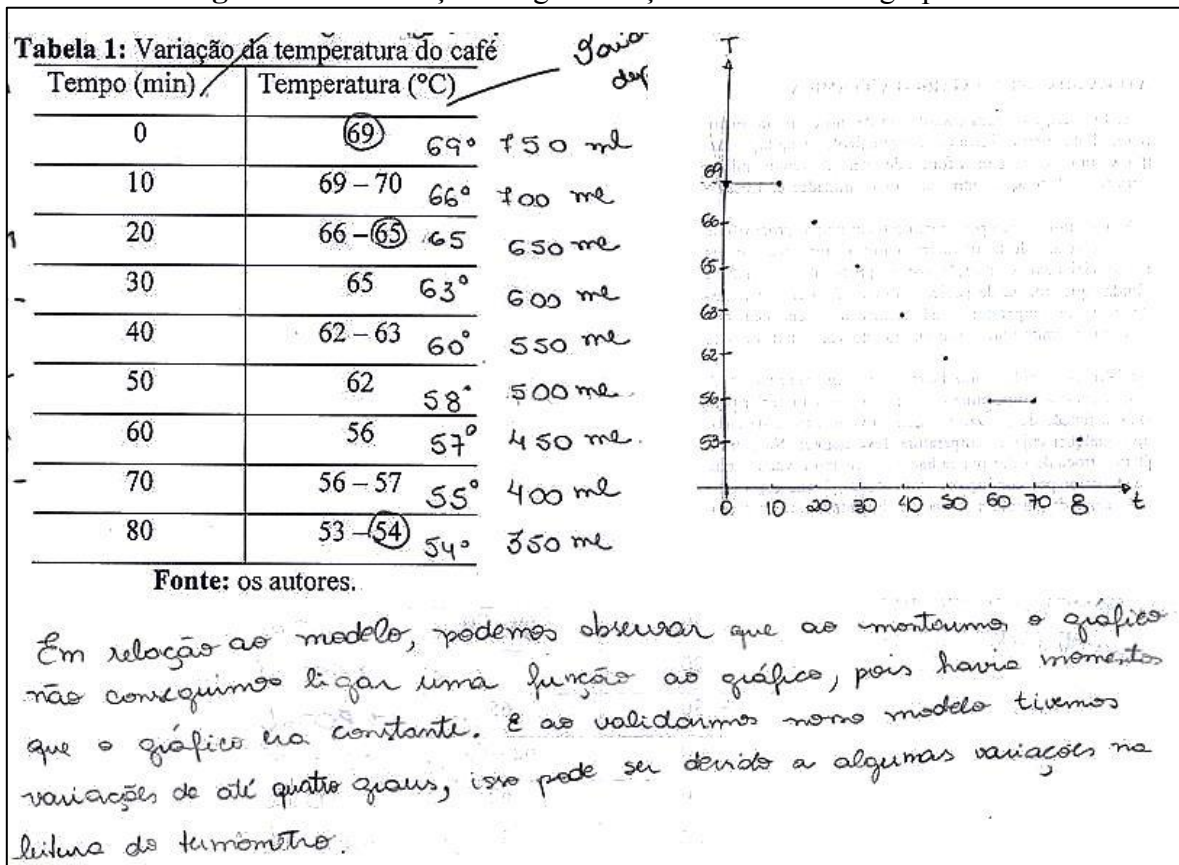 Tabela 1: Variação da temperatura do café
Tempo (min) Temperatura (ºC)
0 69 69° 750 ml
10 69 – 70 66° 700 ml
20 66 – 65 65 650 ml
30 65 63° 600 ml
40 62 – 63 60° 550 ml
50 62 58° 500 ml.
60 56 57° 450 ml.
70 56 – 57 55° 400 ml
80 53 – 54 54° 350 ml
Fonte: os autores.
T
69
66
65
63
62
56
53
0 10 20 30 40 50 60 70 8 t
Em relação ao modelo, podemos observar que ao montarmos o gráfico
não conseguimos ligar uma função ao gráfico, pois havia momentos
que o gráfico era constante. E ao validarmos nosso modelo tivemos
variações de até quatro graus, isso pode ser devido a algumas variações na
leitura do termômetro.